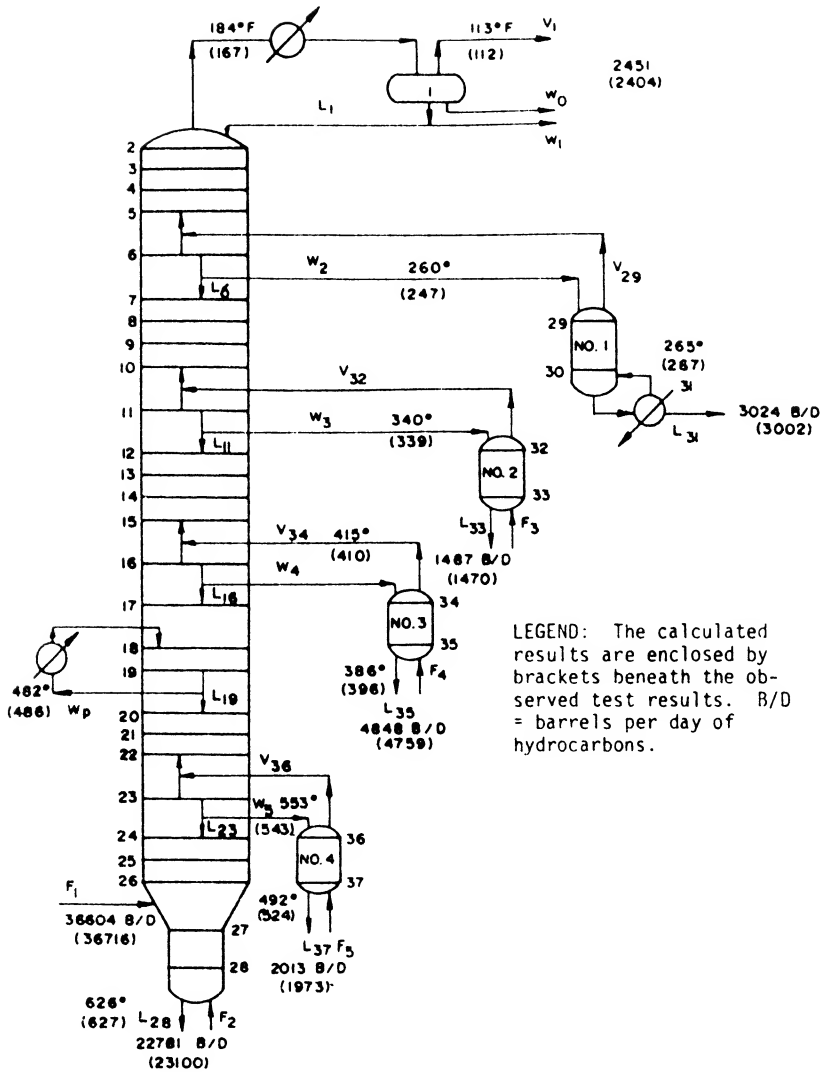 184°F
(167)
113°F
(112)
V1
2451
(2404)
1
W0
L1
W1
2
3
4
5
6
W2
260°
(247)
V29
L6
7
8
9
10
29
NO. 1
30
265°
(267)
31
3024 B/D
(3002)
L31
V32
11
W3
340°
(339)
L11
12
13
14
15
32
NO. 2
33
L33
F3
1487 B/D
(1470)
V34
415°
(410)
16
W4
L16
17
34
NO. 3
35
18
19
482°
(486)
Wp
L19
20
21
22
386°
(396)
F4
L35
4848 B/D
(4759)
LEGEND: The calculated
results are enclosed by
brackets beneath the ob-
served test results. B/D
= barrels per day of
hydrocarbons.
V36
23
W5 553°
(543)
L23
24
25
26
36
NO. 4
37
F1
36604 B/D
(36716)
27
28
492°
(524)
L37 F5
2013 B/D
(1973)
626°
(627)
L28
F2
22781 B/D
(23100)